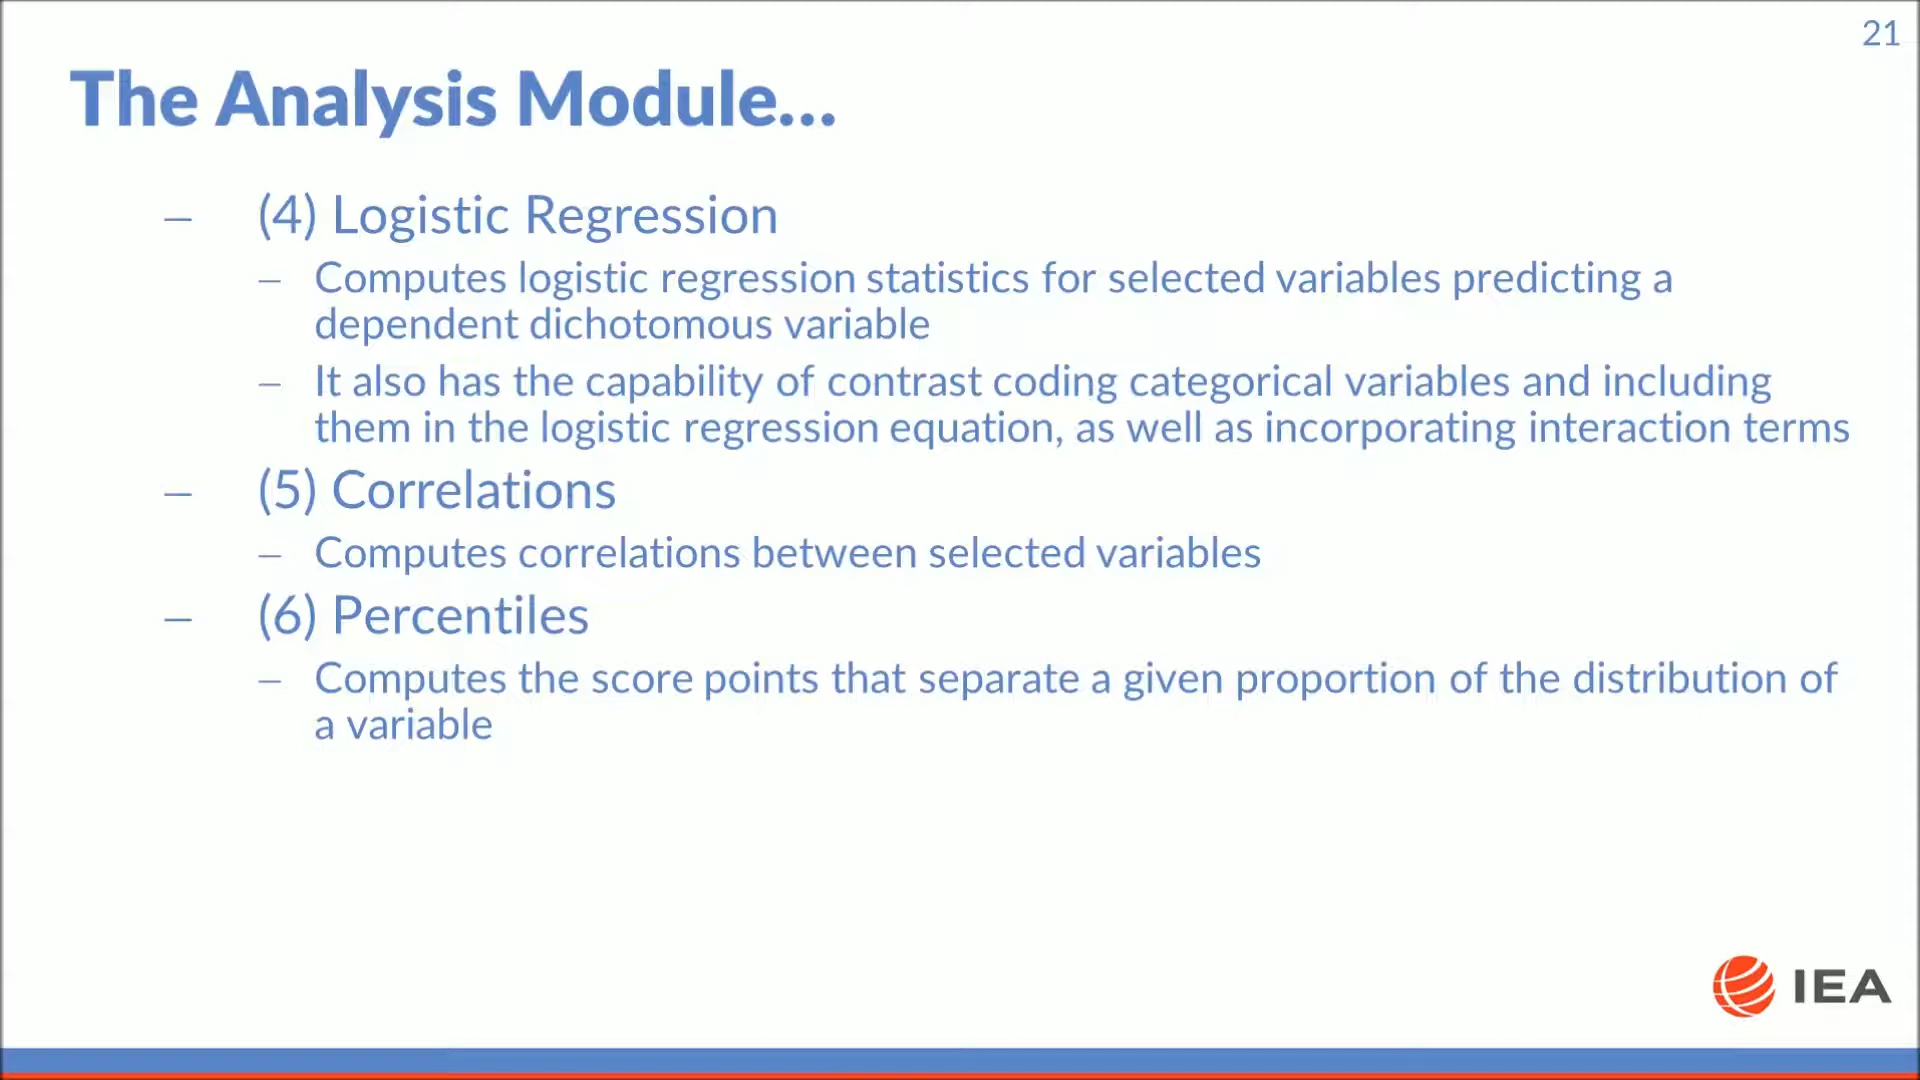 21
The Analysis Module...
– (4) Logistic Regression
– Computes logistic regression statistics for selected variables predicting a
dependent dichotomous variable
– It also has the capability of contrast coding categorical variables and including
them in the logistic regression equation, as well as incorporating interaction terms
– (5) Correlations
– Computes correlations between selected variables
– (6) Percentiles
– Computes the score points that separate a given proportion of the distribution of
a variable
IEA